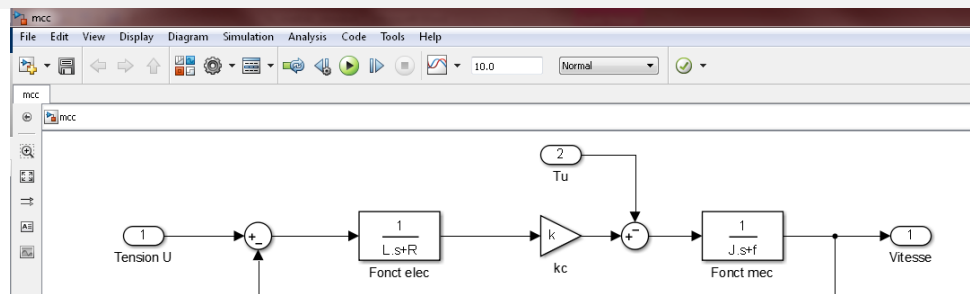 mcc
File Edit View Display Diagram Simulation Analysis Code Tools Help
10.0 Normal
mcc
mcc
2
Tu
1
Tension U
+
-
1
L.s+R
Fonct elec
k
kc
+
-
1
J.s+f
Fonct mec
1
Vitesse